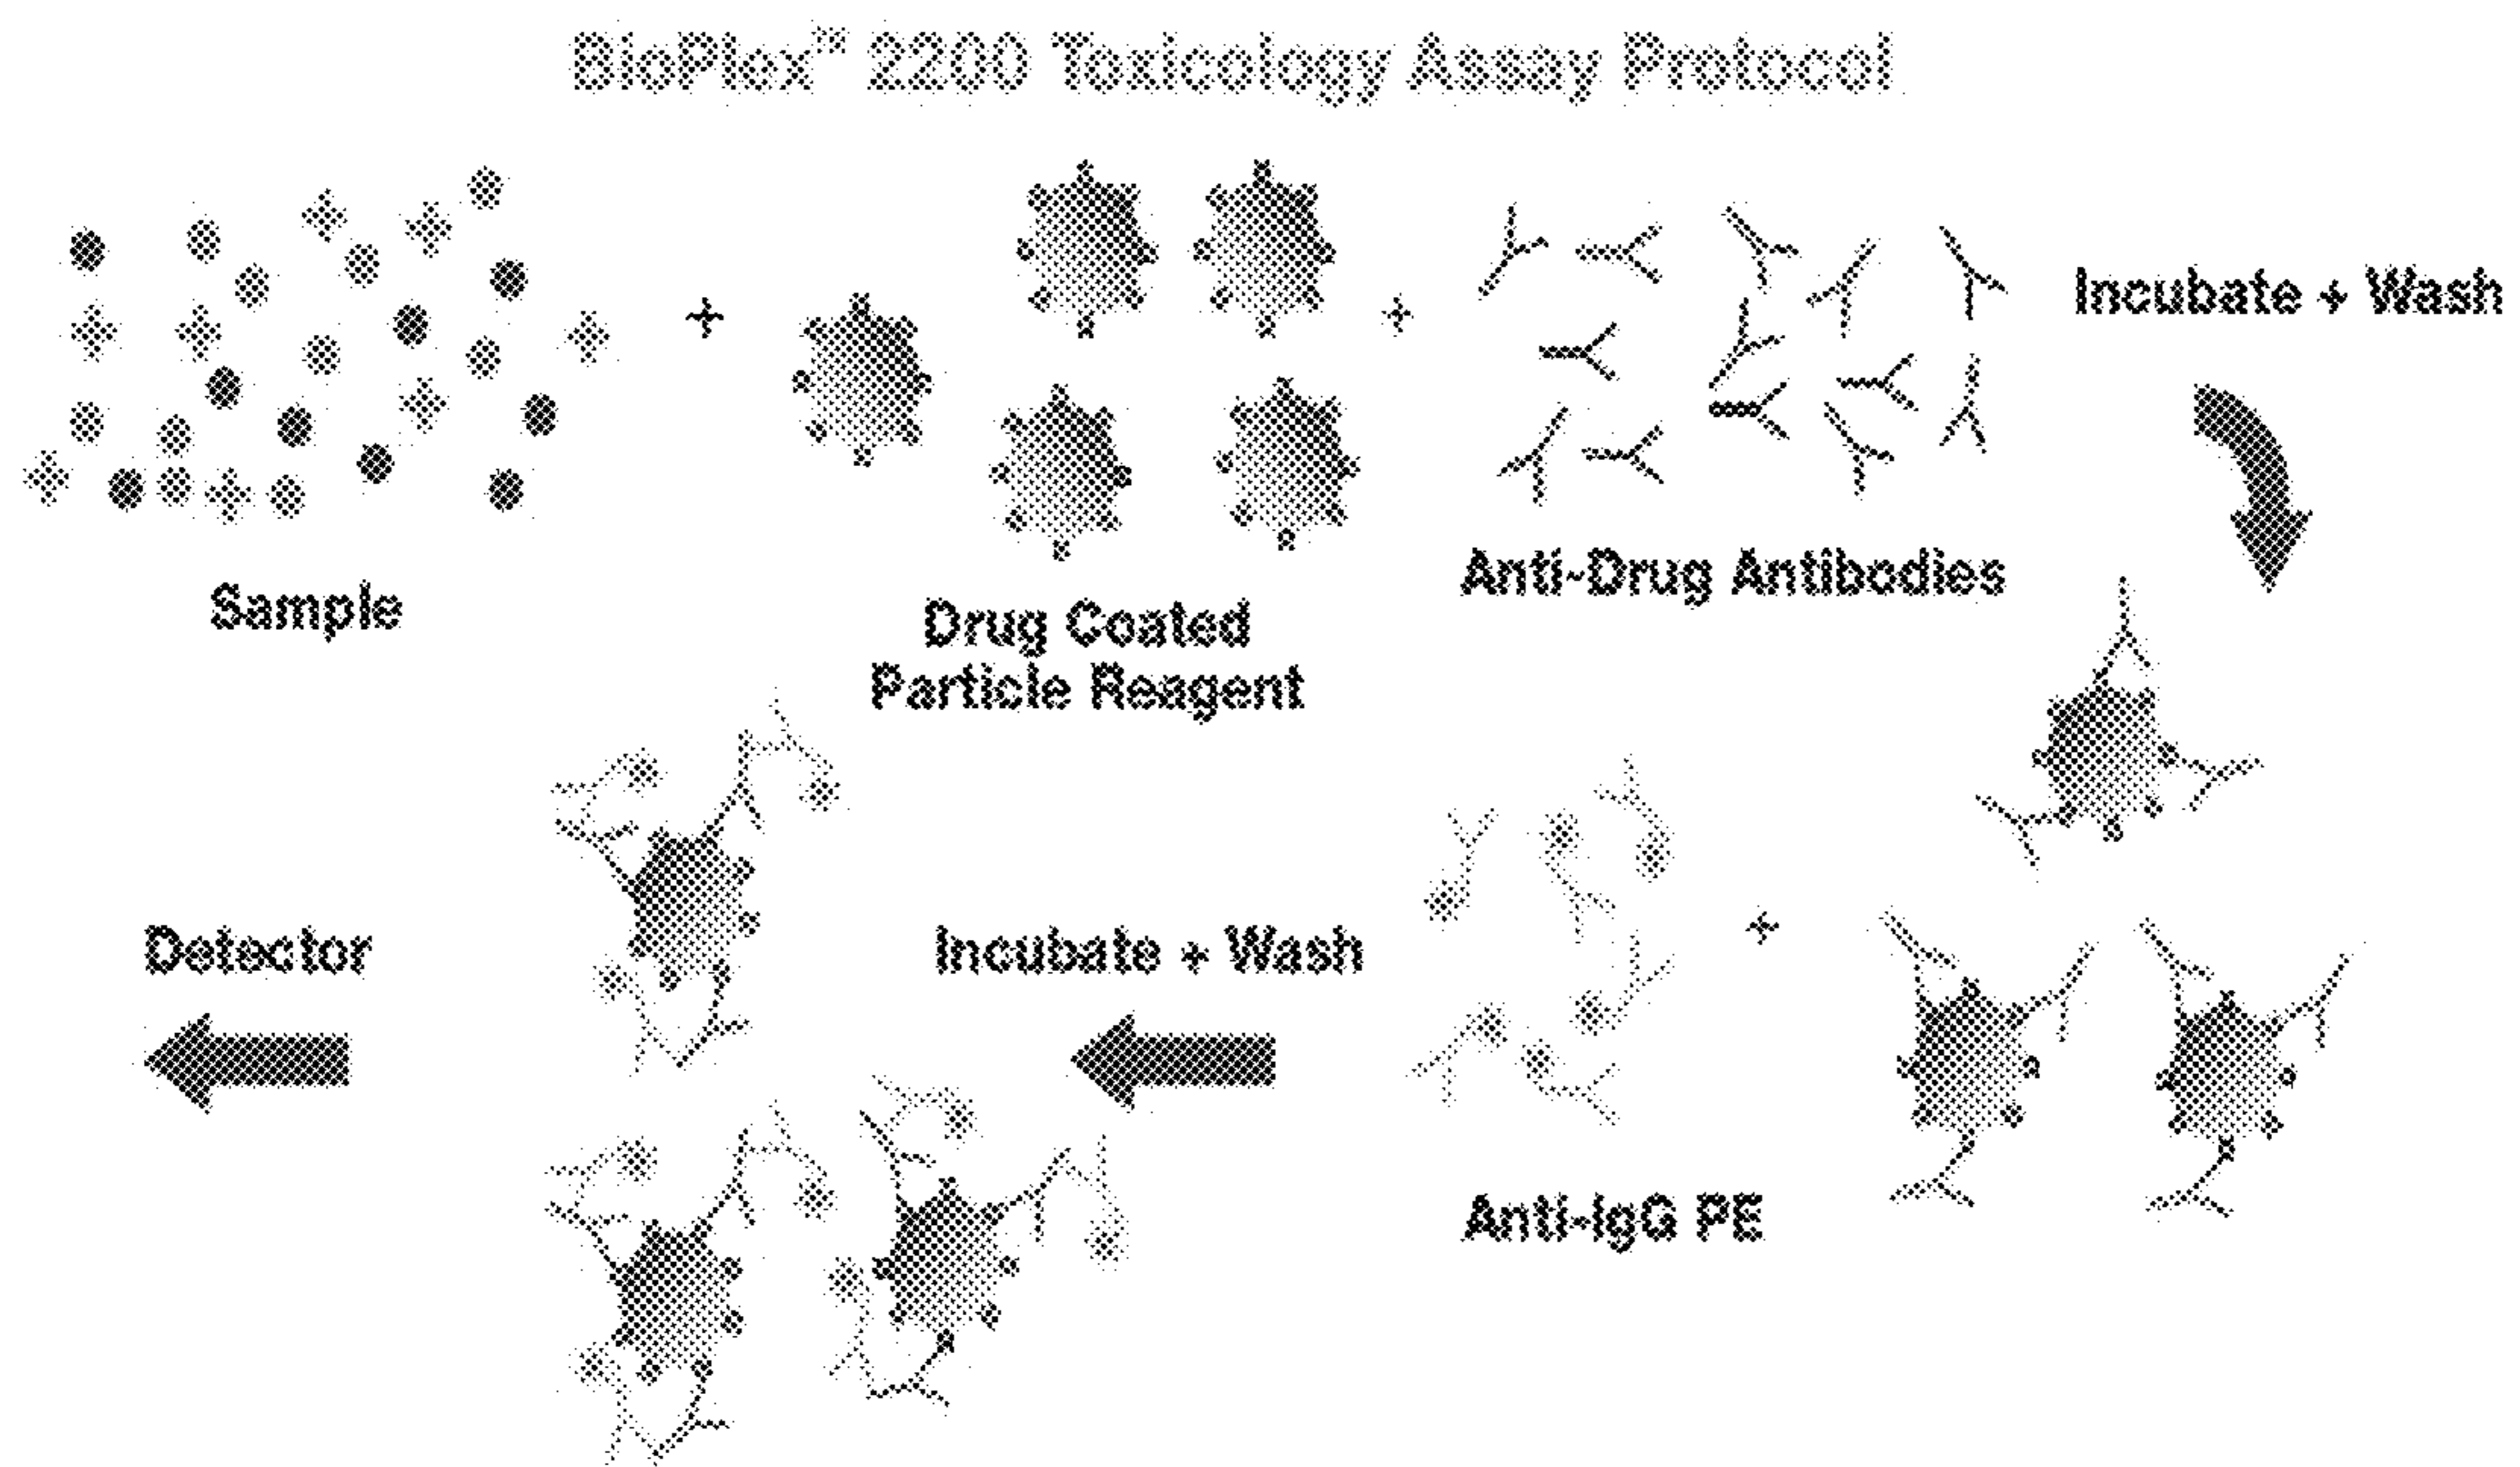 BioPlex™ 2200 Toxicology Assay Protocol
Incubate + Wash
Anti-Drug Antibodies
Sample
Drug Coated
Particle Reagent
Detector
Incubate + Wash
Anti-IgG PE